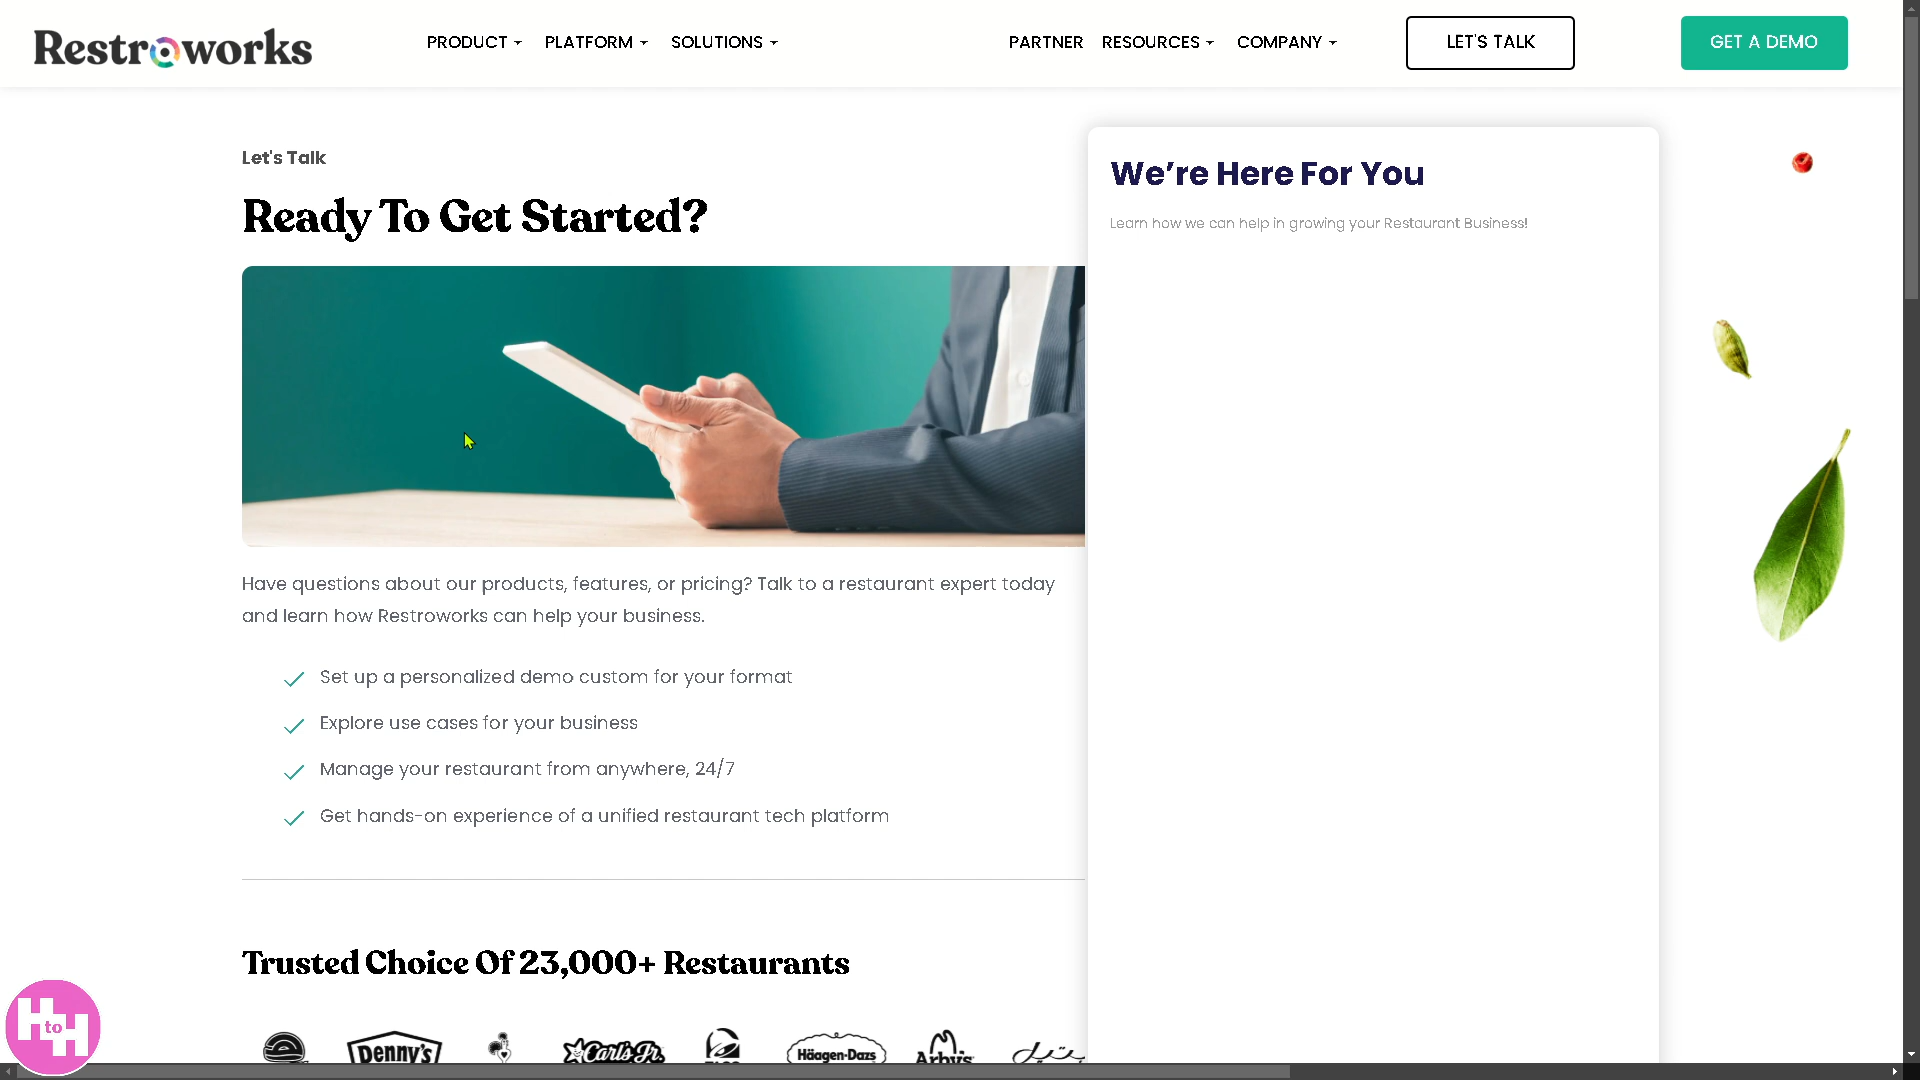 Restroworks
PRODUCT
PLATFORM
SOLUTIONS
PARTNER
RESOURCES
COMPANY
LET'S TALK
GET A DEMO
Let's Talk
Ready To Get Started?
Have questions about our products, features, or pricing? Talk to a restaurant expert today
and learn how Restroworks can help your business.
Set up a personalized demo custom for your format
Explore use cases for your business
Manage your restaurant from anywhere, 24/7
Get hands-on experience of a unified restaurant tech platform
Trusted Choice Of 23,000+ Restaurants
Denny's
Carl's Jr.
Häagen-Dazs
Arby's
We’re Here For You
Learn how we can help in growing your Restaurant Business!
H to H